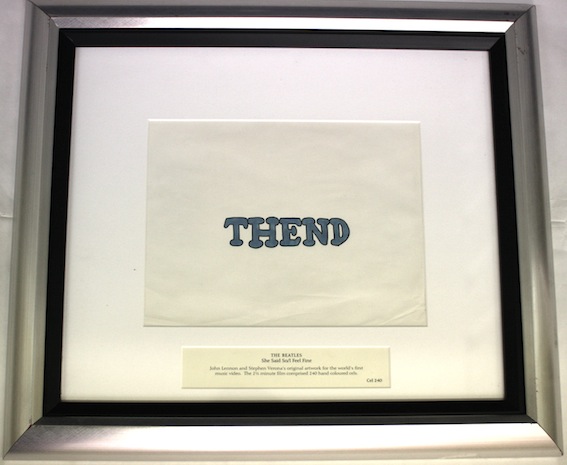 THEND
THE BEATLES
She Said So/I Feel Fine
John Lennon and Stephen Verona's original artwork for the world's first
music video. The 2½ minute film comprised 240 hand coloured cels.
Cel 240